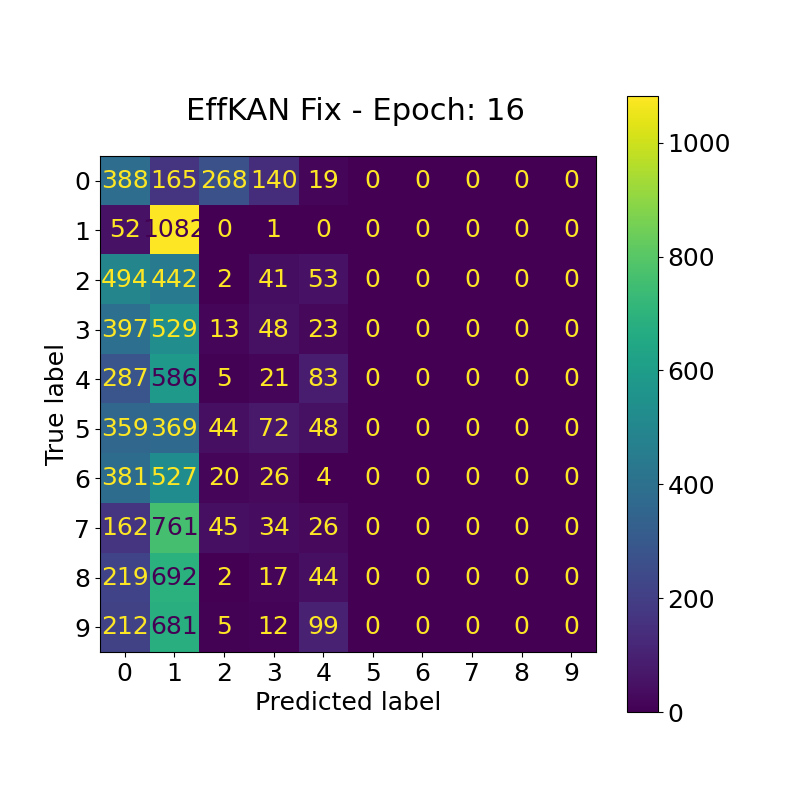 EffKAN Fix - Epoch: 16
1000
800
600
400
200
0
True label
0 388 165 268 140 19 0 0 0 0 0
1 52 1082 0 1 0 0 0 0 0 0
2 494 442 2 41 53 0 0 0 0 0
3 397 529 13 48 23 0 0 0 0 0
4 287 586 5 21 83 0 0 0 0 0
5 359 369 44 72 48 0 0 0 0 0
6 381 527 20 26 4 0 0 0 0 0
7 162 761 45 34 26 0 0 0 0 0
8 219 692 2 17 44 0 0 0 0 0
9 212 681 5 12 99 0 0 0 0 0
0 1 2 3 4 5 6 7 8 9
Predicted label